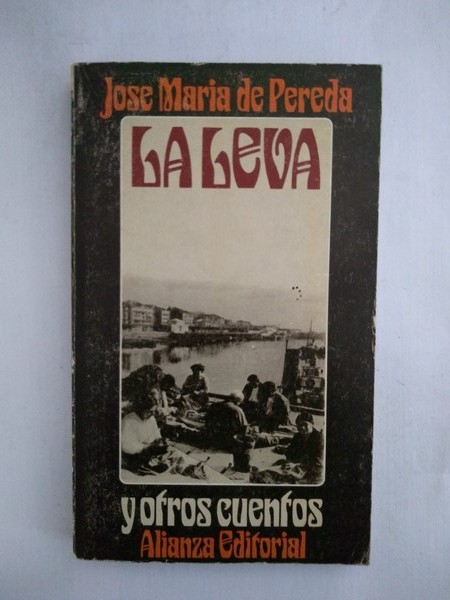 Jose Maria de Pereda
LA LEVA
y otros cuentos
Alianza Editorial